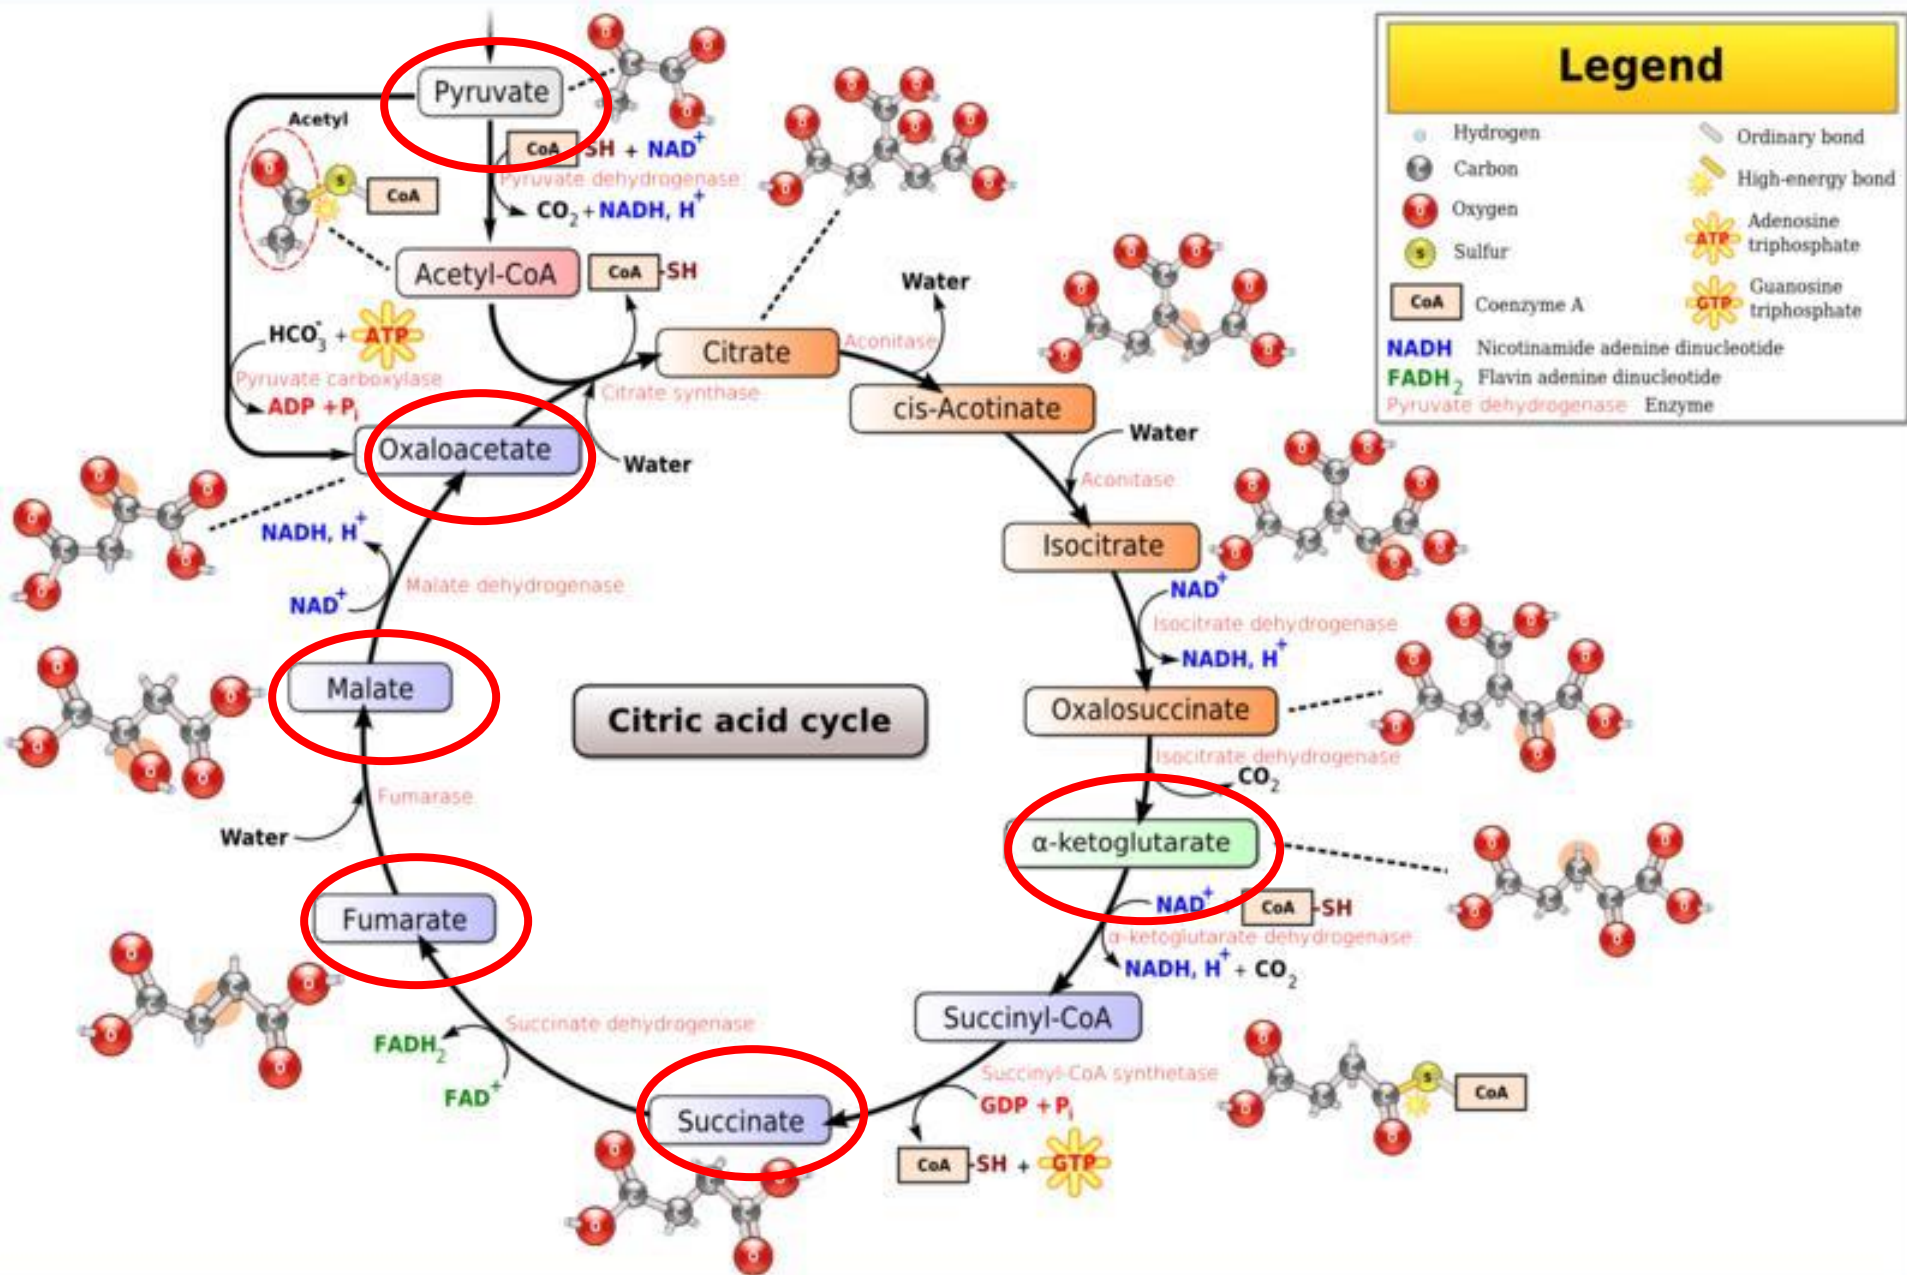 Pyruvate
Acetyl
CoA -SH + NAD+
Pyruvate dehydrogenase
CO2 + NADH, H+
S
CoA
Acetyl-CoA
CoA -SH
HCO3- + ATP
Pyruvate carboxylase
ADP + Pi
Citrate
Citrate synthase
Water
Aconitase
Water
cis-Acotinate
Water
Aconitase
Isocitrate
NAD+
Isocitrate dehydrogenase
NADH, H+
Oxalosuccinate
Isocitrate dehydrogenase
CO2
α-ketoglutarate
NAD+ + CoA -SH
α-ketoglutarate dehydrogenase
NADH, H+ + CO2
Succinyl-CoA
S
CoA
Succinyl-CoA synthetase
GDP + Pi
CoA -SH + GTP
Succinate
Succinate dehydrogenase
FADH2
FAD+
Fumarate
Fumarase
Water
Malate
Malate dehydrogenase
NADH, H+
NAD+
Oxaloacetate
Citric acid cycle
Legend
Hydrogen
Carbon
Oxygen
S Sulfur
CoA Coenzyme A
Ordinary bond
High-energy bond
ATP Adenosine
triphosphate
GTP Guanosine
triphosphate
NADH Nicotinamide adenine dinucleotide
FADH2 Flavin adenine dinucleotide
Pyruvate dehydrogenase Enzyme